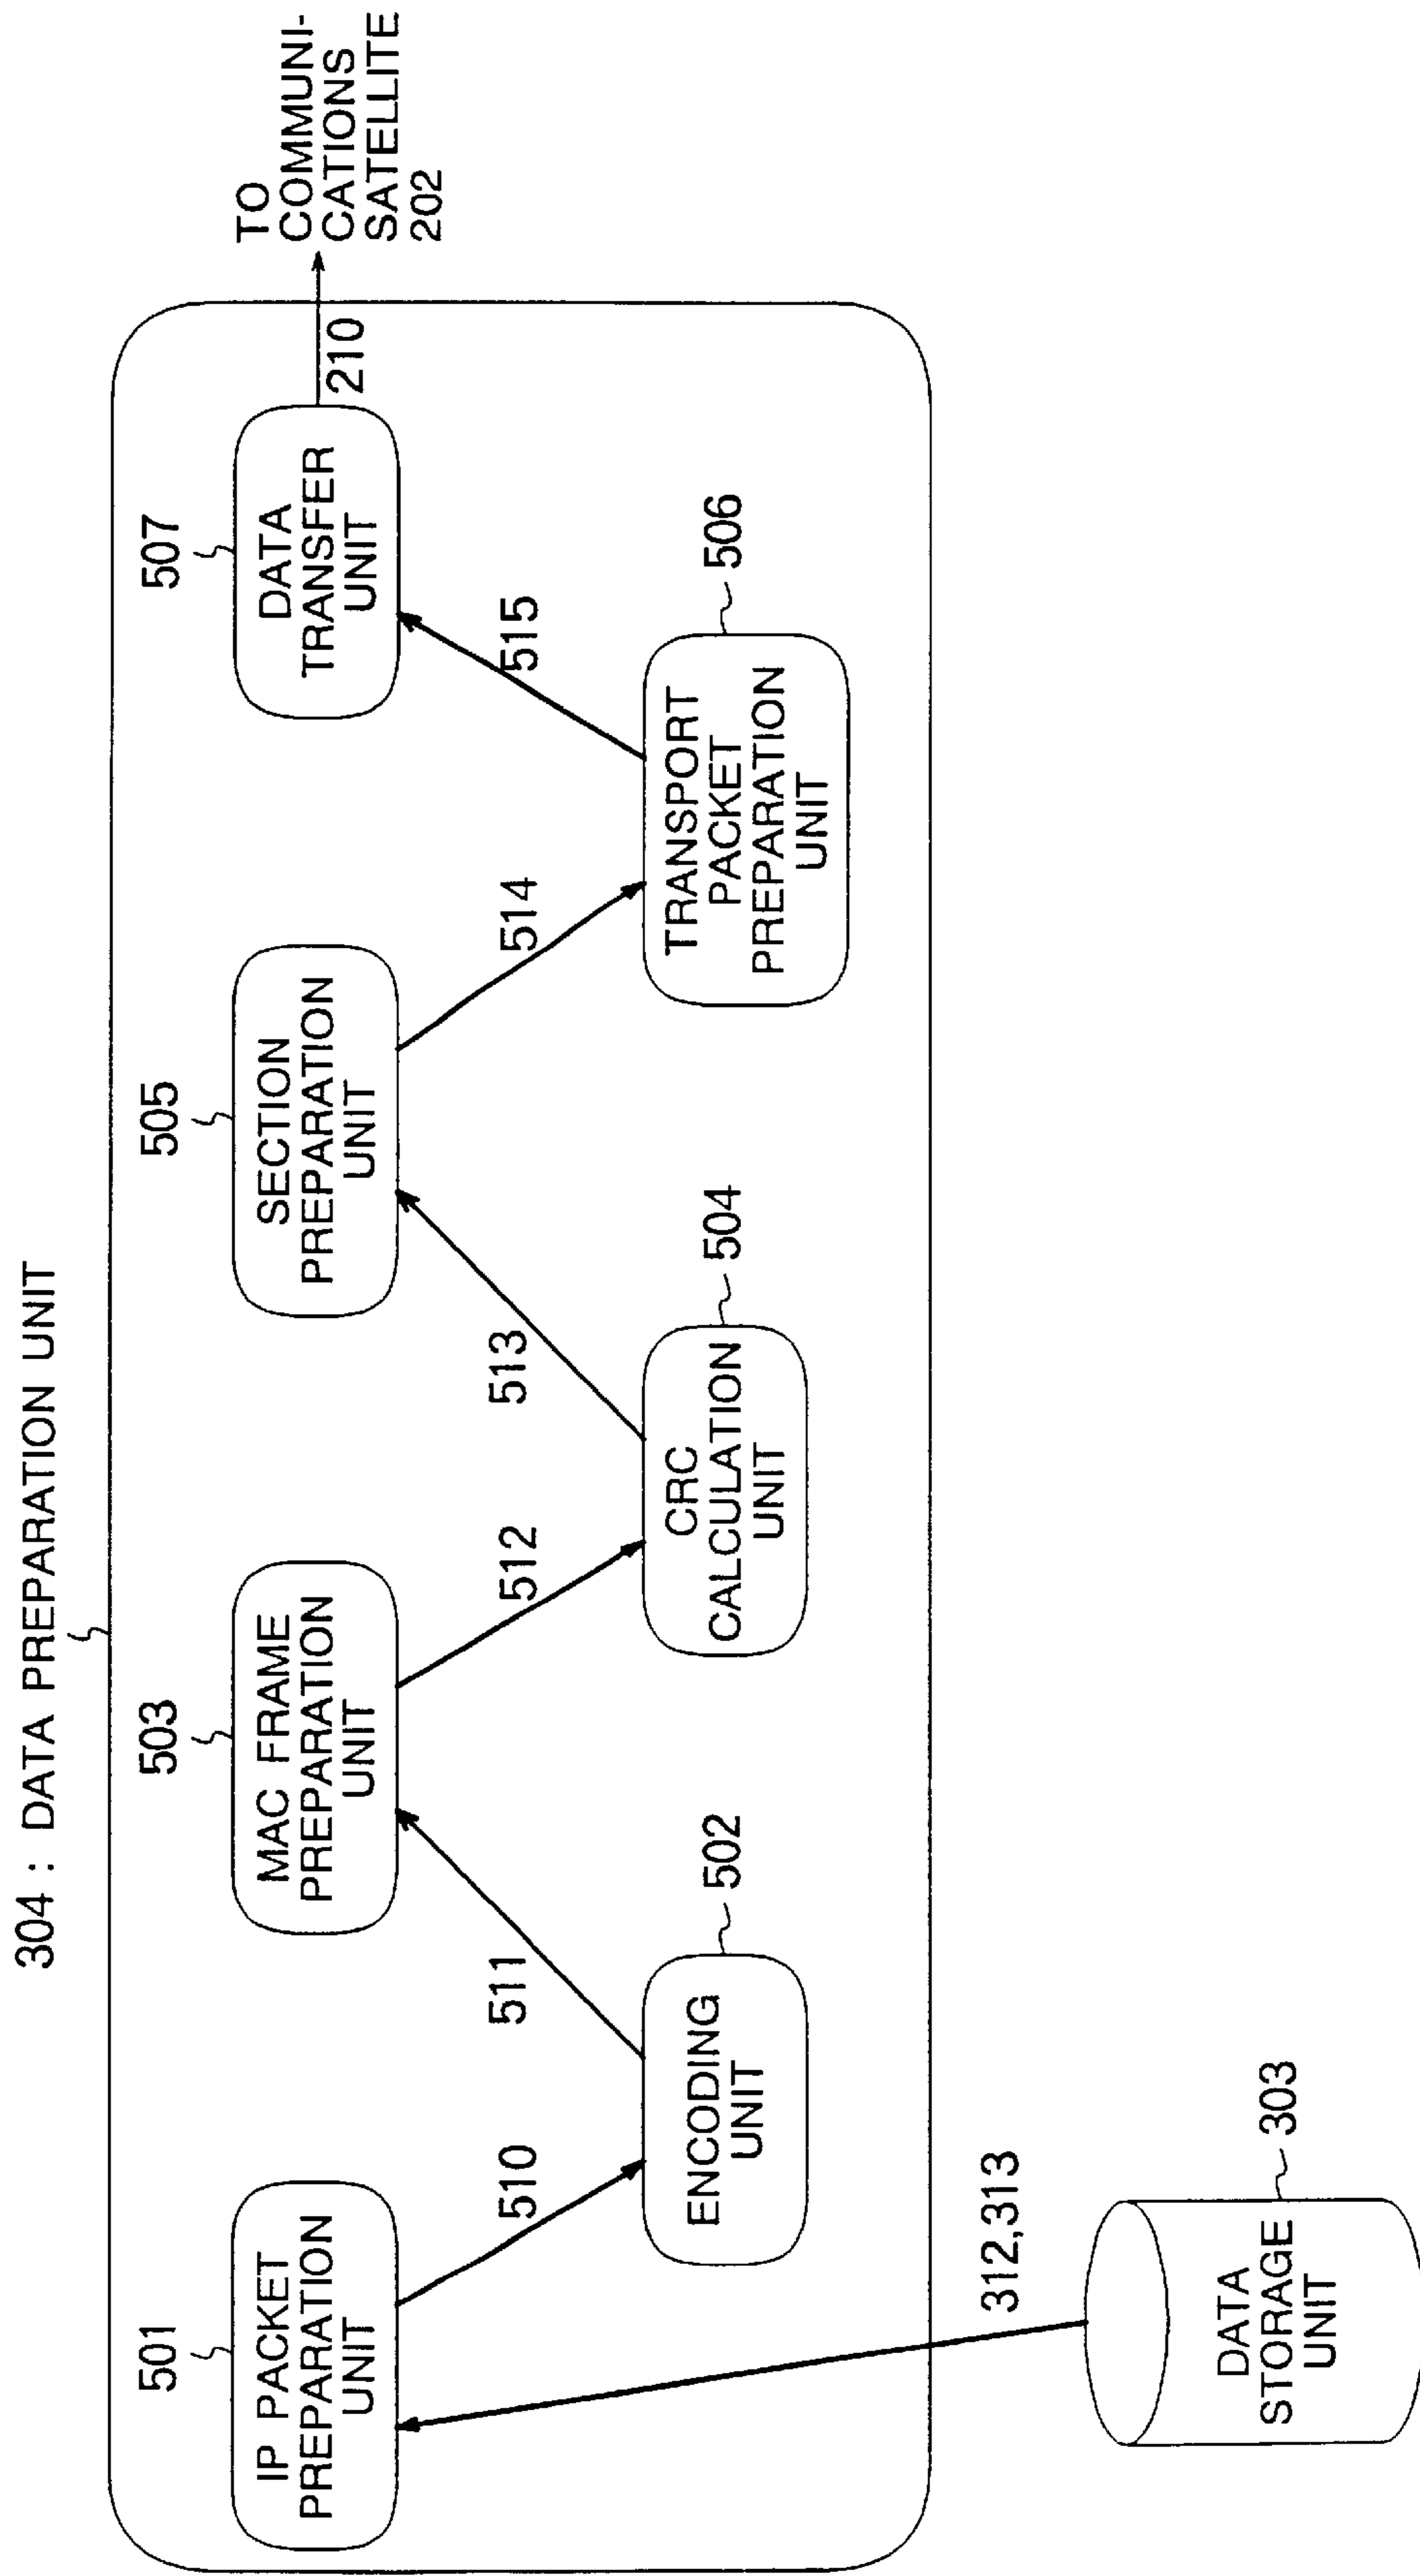 304 : DATA PREPARATION UNIT
501
IP PACKET
PREPARATION
UNIT
503
MAC FRAME
PREPARATION
UNIT
505
SECTION
PREPARATION
UNIT
507
DATA
TRANSFER
UNIT
210
TO
COMMUNI-
CATIONS
SATELLITE
202
510
511
512
513
514
515
ENCODING
UNIT
502
CRC
CALCULATION
UNIT
504
TRANSPORT
PACKET
PREPARATION
UNIT
506
312,313
DATA
STORAGE
UNIT
303